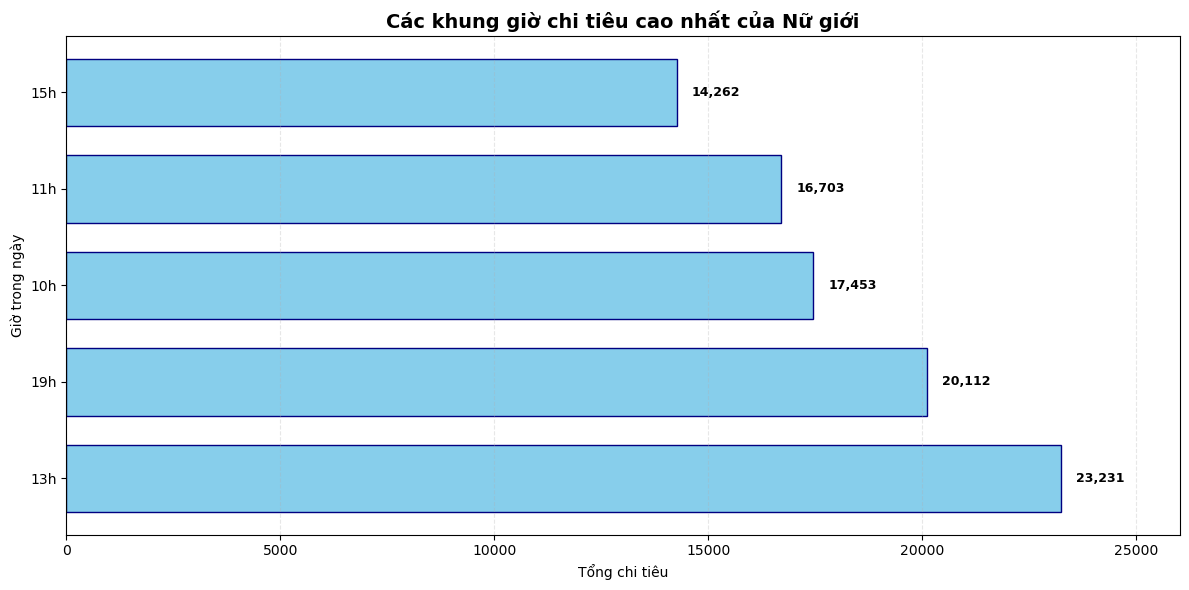 Các khung giờ chi tiêu cao nhất của Nữ giới
Giờ trong ngày
15h
14,262
11h
16,703
10h
17,453
19h
20,112
13h
23,231
0
5000
10000
15000
20000
25000
Tổng chi tiêu